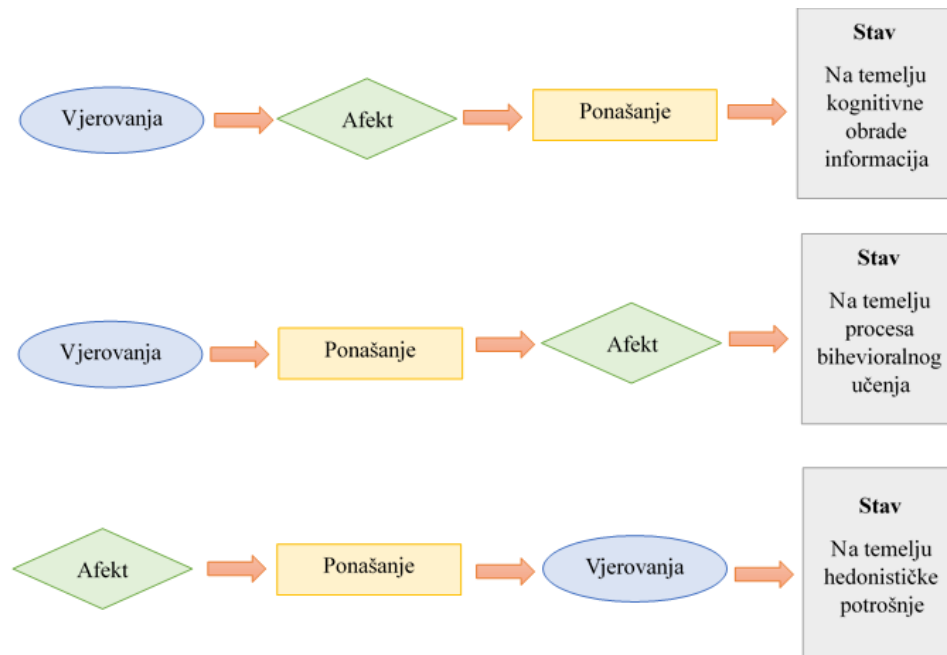 Vjerovanja
Afekt
Ponašanje
Stav
Na temelju
kognitivne
obrade
informacija
Vjerovanja
Ponašanje
Afekt
Stav
Na temelju
procesa
bihevioralnog
učenja
Afekt
Ponašanje
Vjerovanja
Stav
Na temelju
hedonističke
potrošnje